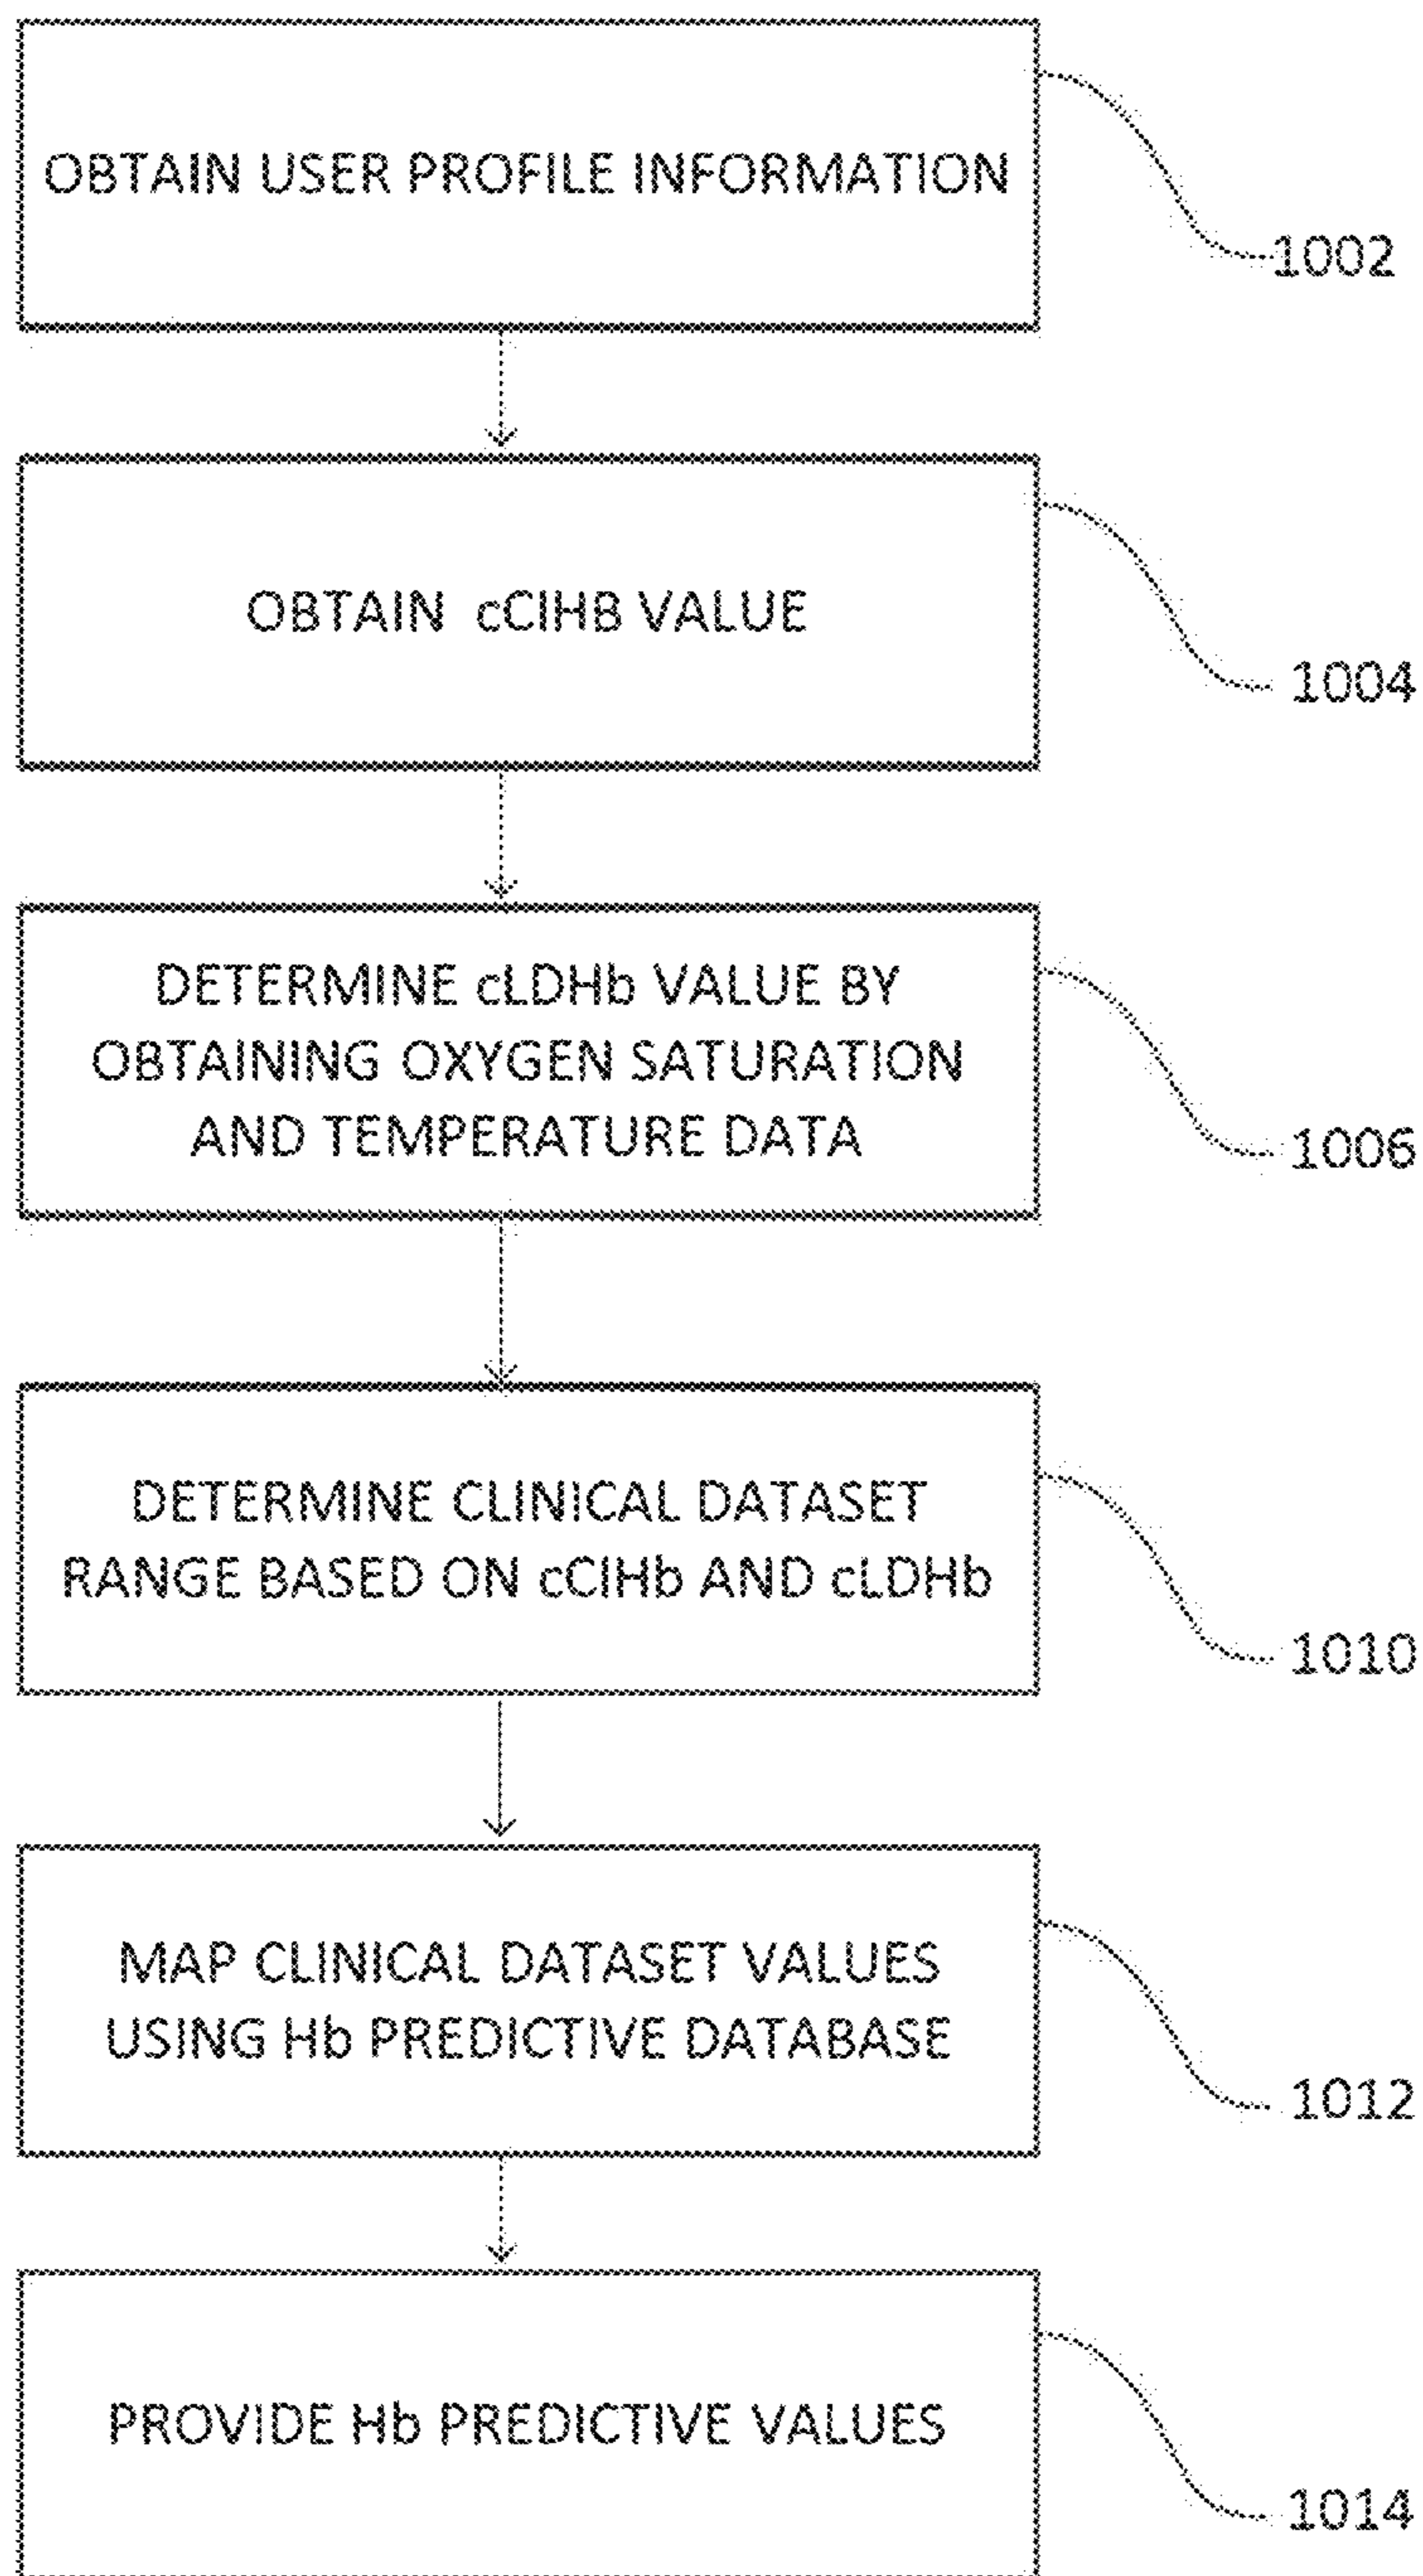 OBTAIN USER PROFILE INFORMATION
1002
OBTAIN cCIHB VALUE
1004
DETERMINE cLDHb VALUE BY
OBTAINING OXYGEN SATURATION
AND TEMPERATURE DATA
1006
DETERMINE CLINICAL DATASET
RANGE BASED ON cCIHb AND cLDHb
1010
MAP CLINICAL DATASET VALUES
USING Hb PREDICTIVE DATABASE
1012
PROVIDE Hb PREDICTIVE VALUES
1014